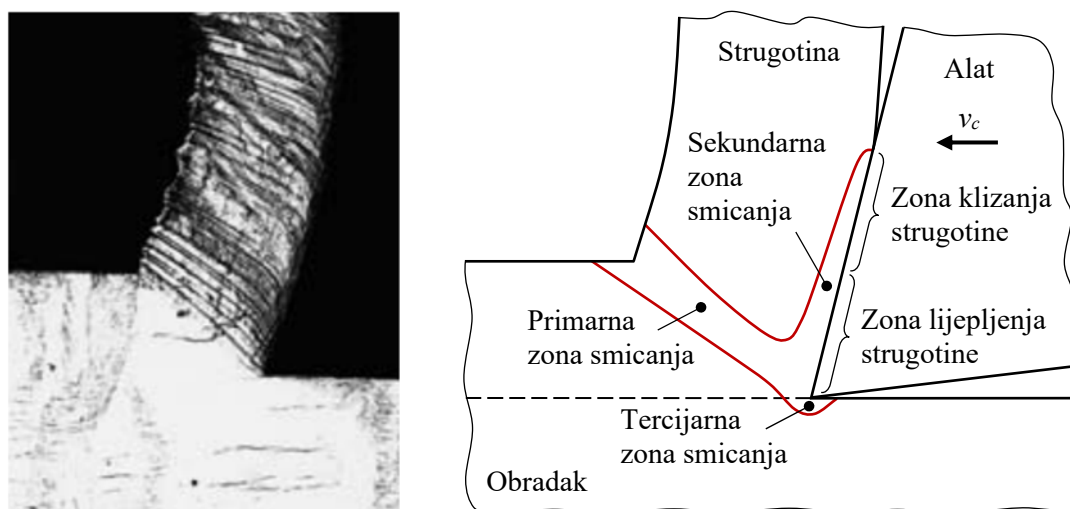 Strugotina
Alat
v_c
Sekundarna
zona
smicanja
Zona klizanja
strugotine
Primarna
zona smicanja
Zona lijepljenja
strugotine
Tercijarna
zona smicanja
Obradak